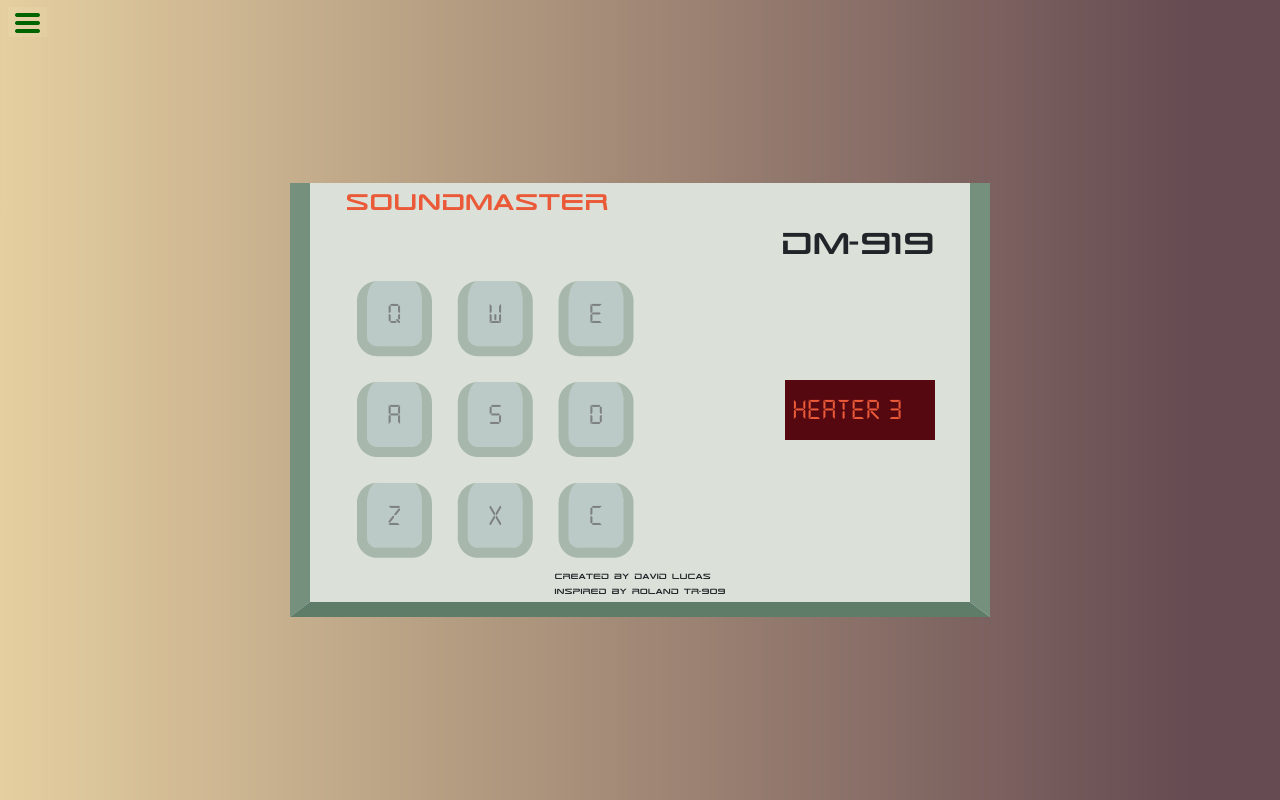 SOUNDMASTER
DM-919
Q W E
A S D
HEATER 3
Z X C
CREATED BY DAVID LUCAS
INSPIRED BY ROLAND TR-909